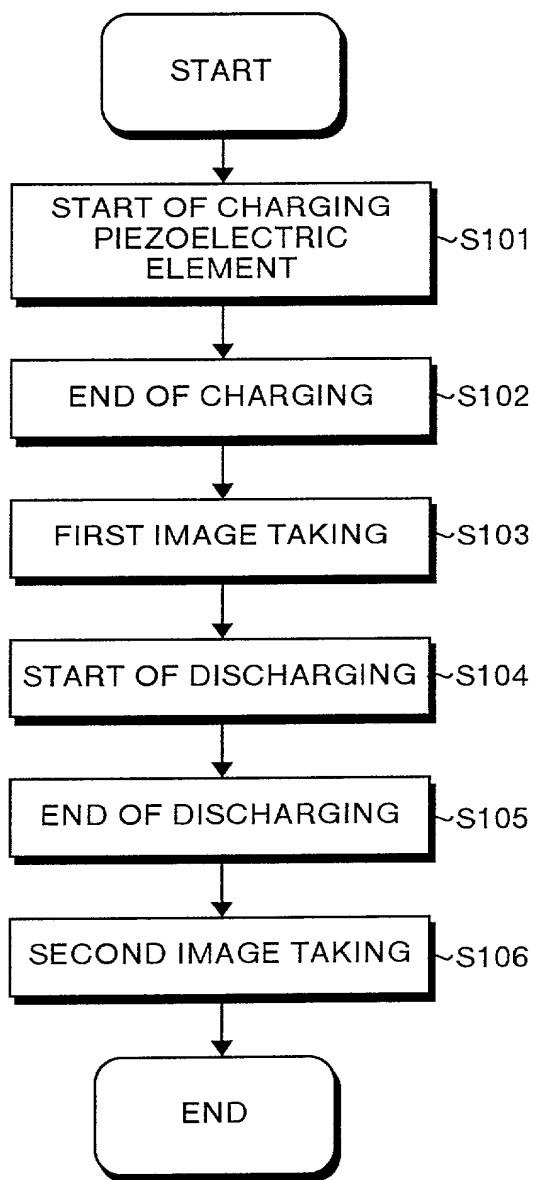 START
START OF CHARGING
PIEZOELECTRIC
ELEMENT
S101
END OF CHARGING
S102
FIRST IMAGE TAKING
S103
START OF DISCHARGING
S104
END OF DISCHARGING
S105
SECOND IMAGE TAKING
S106
END